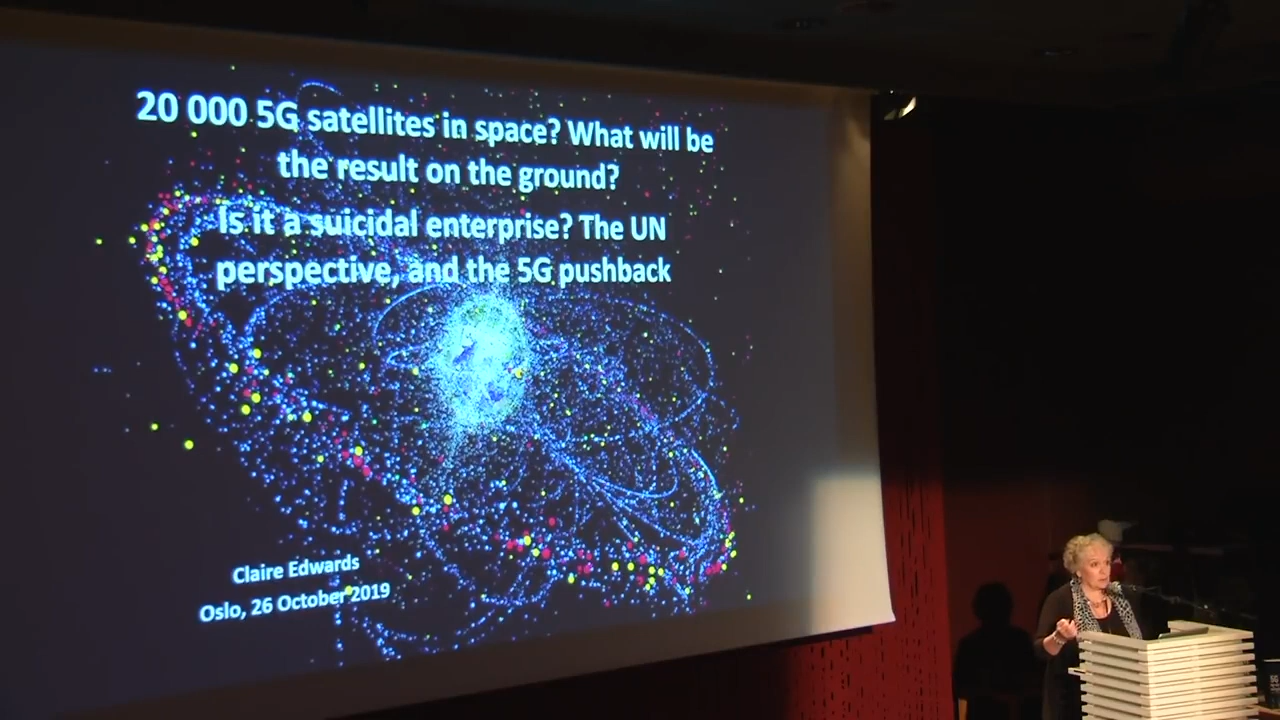 20 000 5G satellites in space? What will be
the result on the ground?
Is it a suicidal enterprise? The UN
perspective, and the 5G pushback
Claire Edwards
Oslo, 26 October 2019